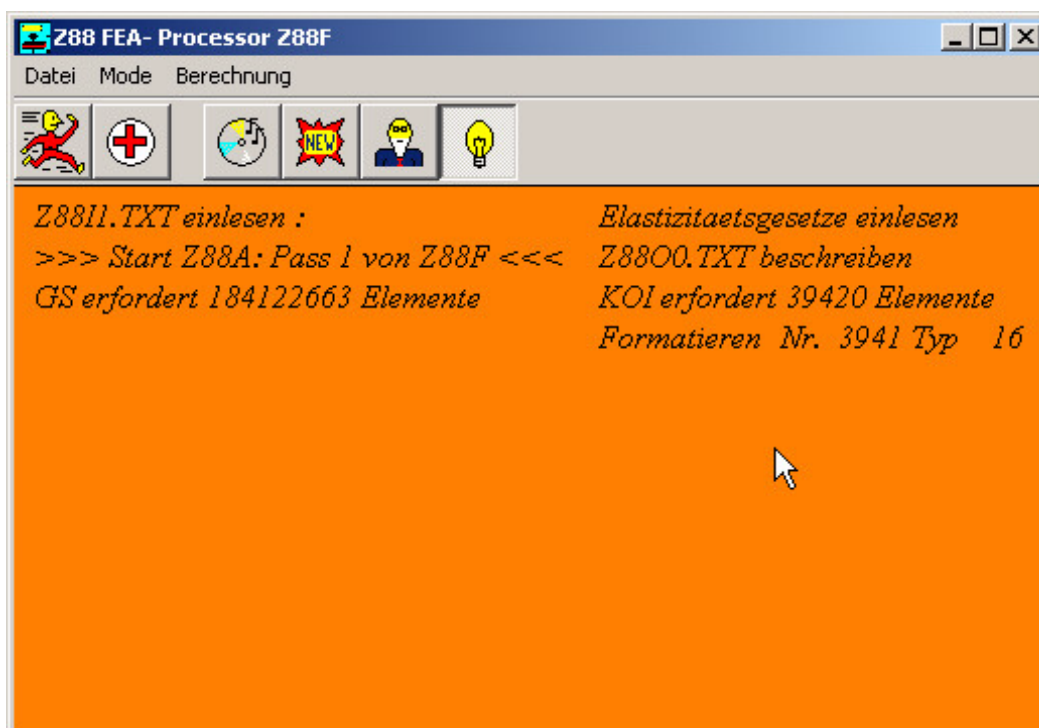 Z88 FEA- Processor Z88F
Datei Mode Berechnung
NEW
Z88I1.TXT einlesen :
Elastizitaetsgesetze einlesen
>>> Start Z88A: Pass 1 von Z88F <<<
Z88O0.TXT beschreiben
GS erfordert 184122663 Elemente
KOI erfordert 39420 Elemente
Formatieren Nr. 3941 Typ 16